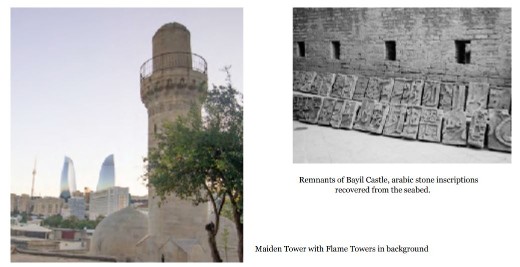 Remnants of Bayil Castle, arabic stone inscriptions
recovered from the seabed.
Maiden Tower with Flame Towers in background